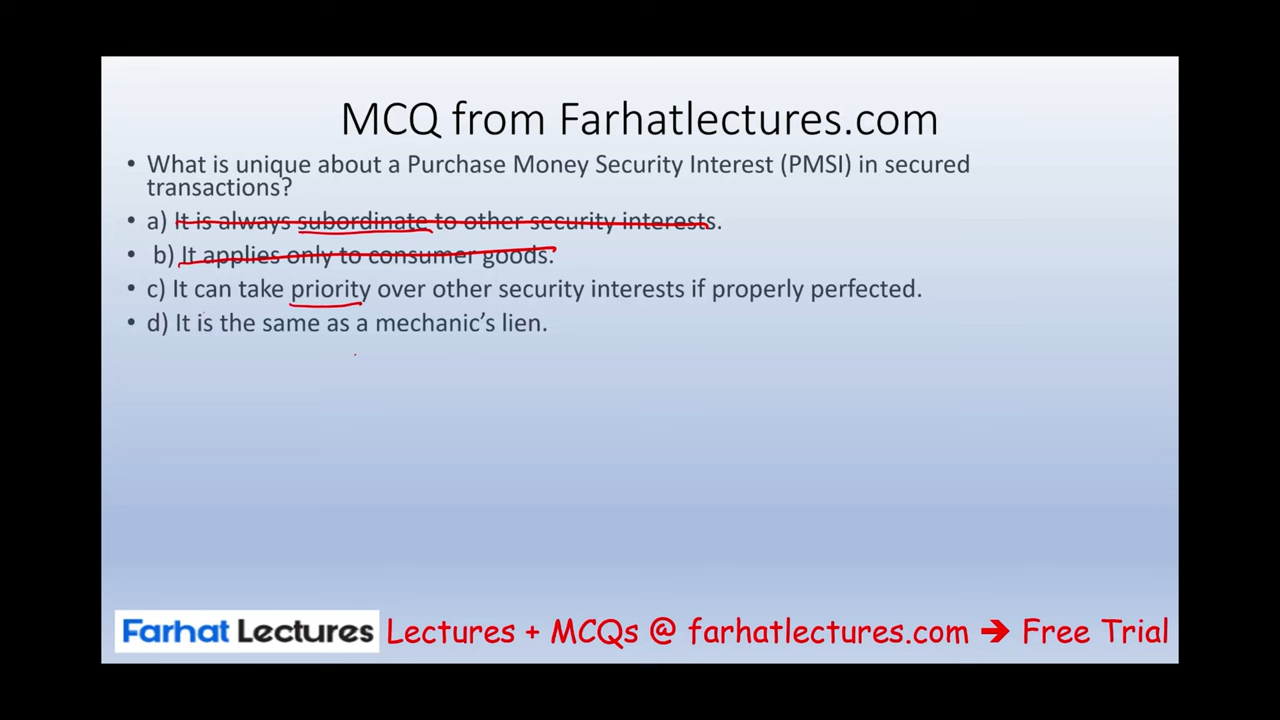 MCQ from Farhatlectures.com
• What is unique about a Purchase Money Security Interest (PMSI) in secured
transactions?
• a) It is always subordinate to other security interests.
• b) It applies only to consumer goods.
• c) It can take priority over other security interests if properly perfected.
• d) It is the same as a mechanic’s lien.
Farhat Lectures Lectures + MCQs @ farhatlectures.com ➔ Free Trial